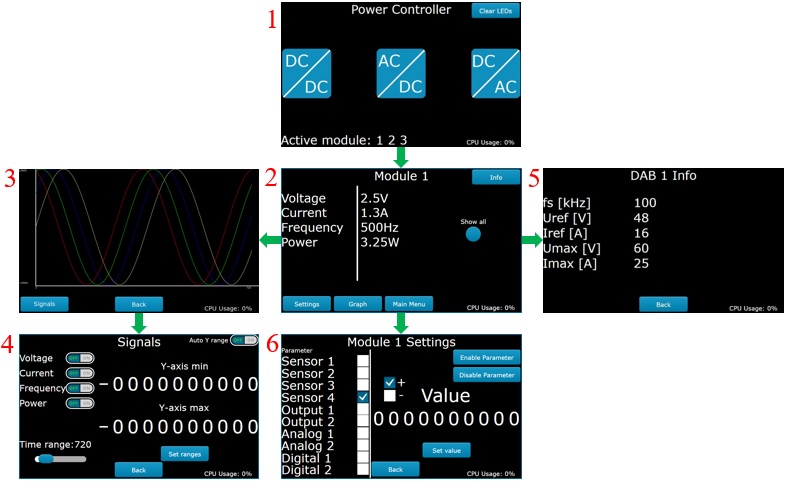 1
Power Controller
Clear LEDs
DC
DC
AC
DC
DC
AC
Active module: 1 2 3
CPU Usage: 0%
3
Signals
Back
CPU Usage: 0%
2
Module 1
Info
Voltage 2.5V
Current 1.3A
Frequency 500Hz
Power 3.25W
Show all
Settings
Graph
Main Menu
CPU Usage: 0%
5
DAB 1 Info
fs [kHz] 100
Uref [V] 48
Iref [A] 16
Umax [V] 60
Imax [A] 25
Back
CPU Usage: 0%
4
Signals
Auto Y range
Voltage
Current
Frequency
Power
Y-axis min
-0000000000
Y-axis max
-0000000000
Time range:720
Set ranges
Back
CPU Usage: 0%
6
Module 1 Settings
Parameter
Enable Parameter
Disable Parameter
Sensor 1
Sensor 2
Sensor 3
Sensor 4
Output 1
Output 2
Analog 1
Analog 2
Digital 1
Digital 2
+
-
Value
0000000000
Set value
Back
CPU Usage: 0%